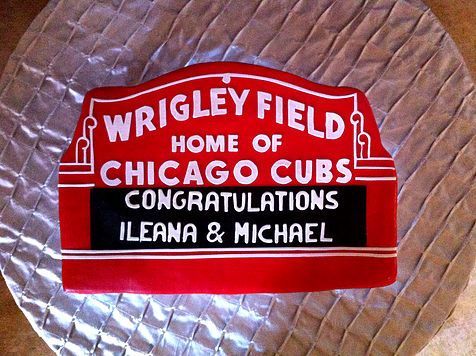 WRIGLEY FIELD
HOME OF
CHICAGO CUBS
CONGRATULATIONS
ILEANA & MICHAEL